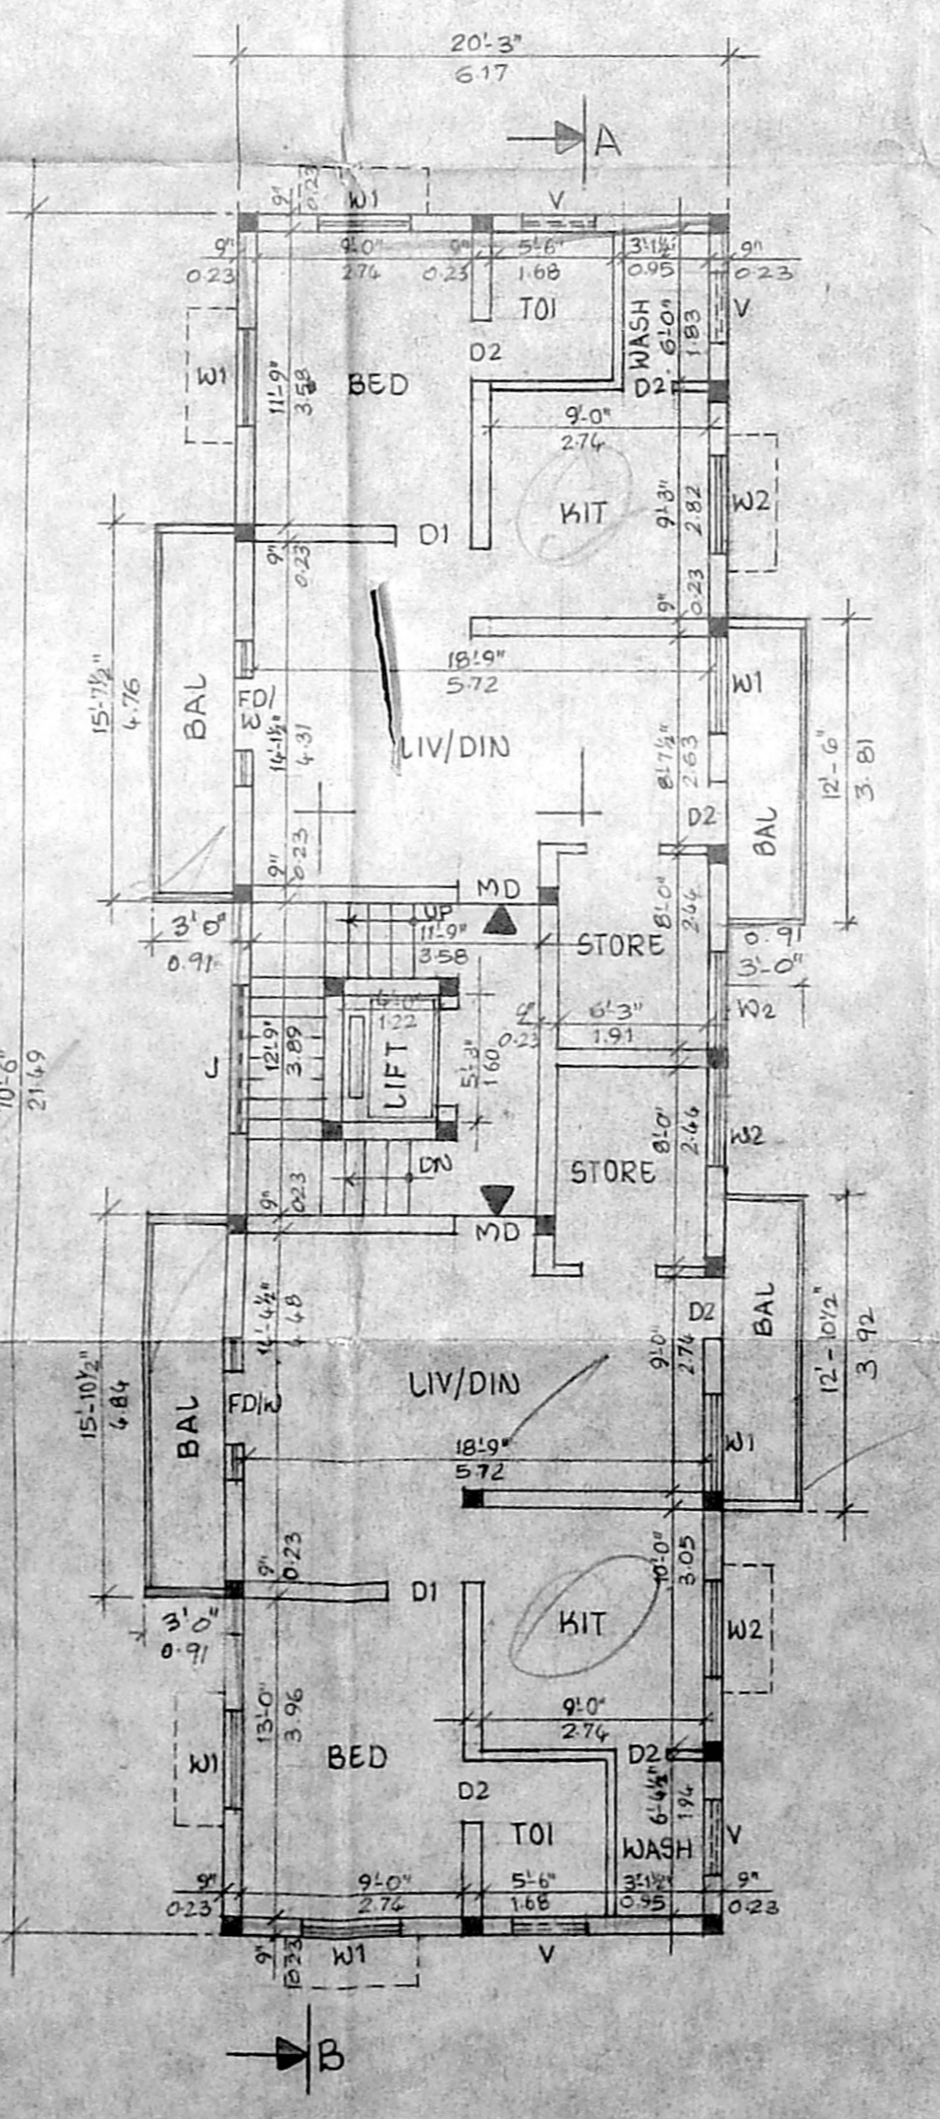 20'-3"
6.17
A
9" 0.23
W1
V
9" 9'-0" 9" 5'-6" 3'-1½" 9"
0.23 2.74 0.23 1.68 0.95 0.23
TOI
WASH
6'-0"
1.83
V
D2
W1
11'-9"
3.58
BED
D2
9'-0"
2.74
KIT
9'-3"
2.82
W2
D1
9"
0.23
9"
0.23
15'-7½"
4.76
BAL
FD/
W
14'-1½"
4.31
18'-9"
5.72
W1
LIV/DIN
8'-7½"
2.63
12'-6"
3.81
BAL
D2
9"
0.23
MD
3'-0"
0.91
UP
11'-9"
3.58
STORE
8'-0"
2.44
0.91
3'-0"
4'-0"
1.22
9"
0.23
6'-3"
1.91
W2
12'-9"
3.89
LIFT
5'-3"
1.60
21.49
8'-0"
2.44
W2
DN
STORE
9"
0.23
MD
14'-4½"
4.48
D2
BAL
12'-10½"
3.92
9'-0"
2.74
15'-10½"
4.84
BAL
FD/W
LIV/DIN
18'-9"
5.72
W1
9"
0.23
D1
10'-0"
3.05
3'-0"
0.91
KIT
W2
13'-0"
3.96
9'-0"
2.74
W1
BED
D2
D2
6'-4½"
1.94
TOI
WASH
V
9" 9'-0" 5'-6" 3'-1½" 9"
0.23 2.74 1.68 0.95 0.23
9"
0.23
W1
V
B